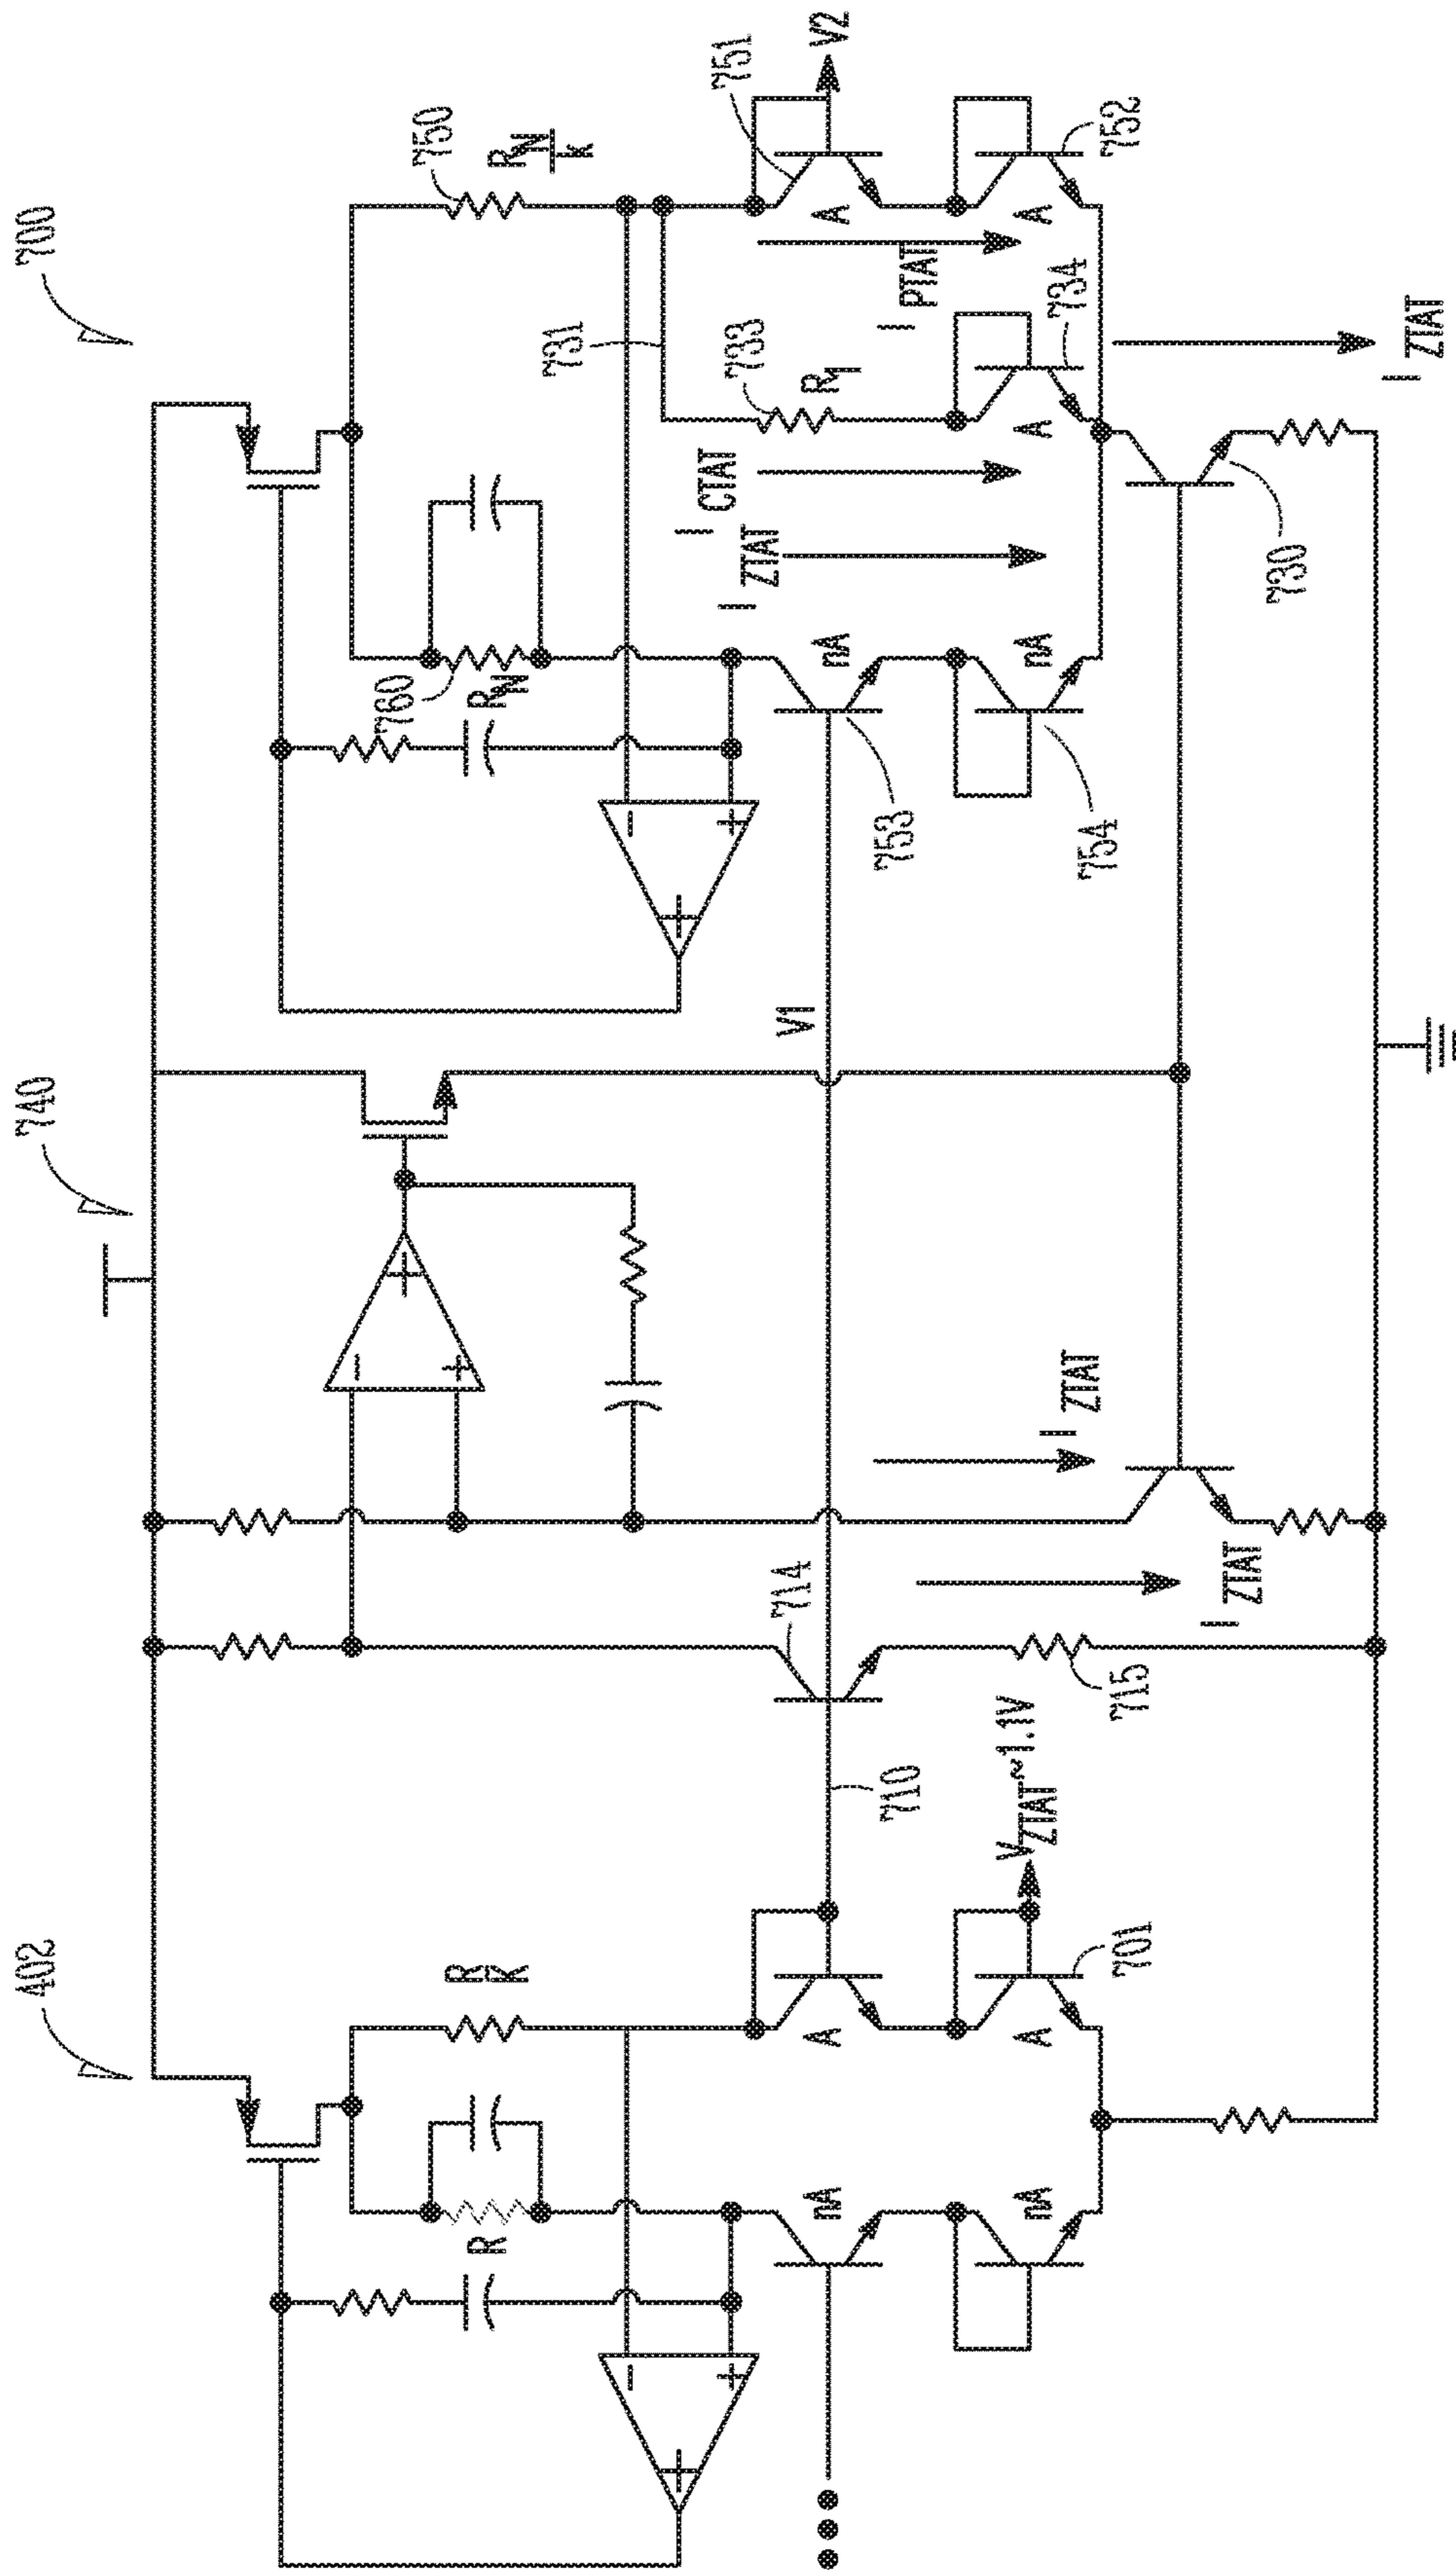 402
740
700
R
R/k
A
A
nA
nA
701
V_ZTAT ~1.1V
710
714
715
I_ZTAT
I_ZTAT
V1
760
R_N
750
R_N/k
731
733
R_1
I_ZTAT
I_CTAT
I_PTAT
nA
nA
753
754
A
734
A
A
751
752
V2
730
I_ZTAT
−
+
−
+
−
+